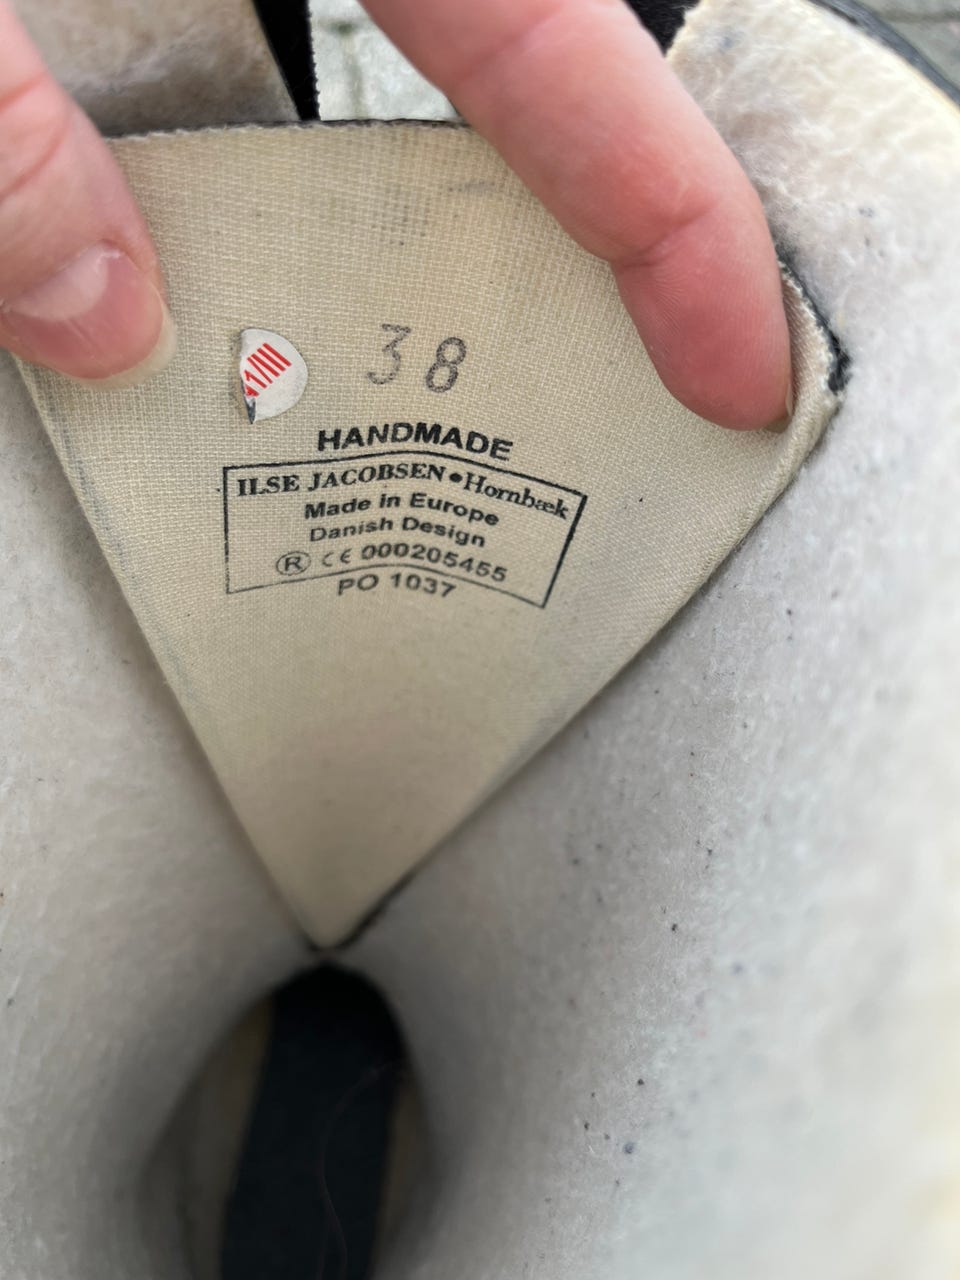 38
HANDMADE
ILSE JACOBSEN • Hornbæk
Made in Europe
Danish Design
® CE 000205455
PO 1037